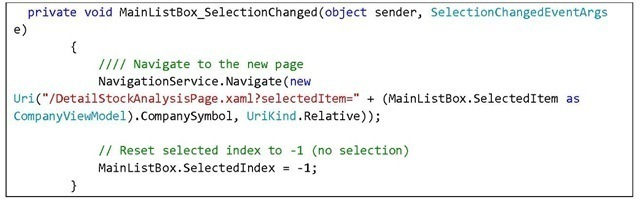 private void MainListBox_SelectionChanged(object sender, SelectionChangedEventArgs
e)
{
//// Navigate to the new page
NavigationService.Navigate(new
Uri("/DetailStockAnalysisPage.xaml?selectedItem=" + (MainListBox.SelectedItem as
CompanyViewModel).CompanySymbol, UriKind.Relative));
// Reset selected index to -1 (no selection)
MainListBox.SelectedIndex = -1;
}